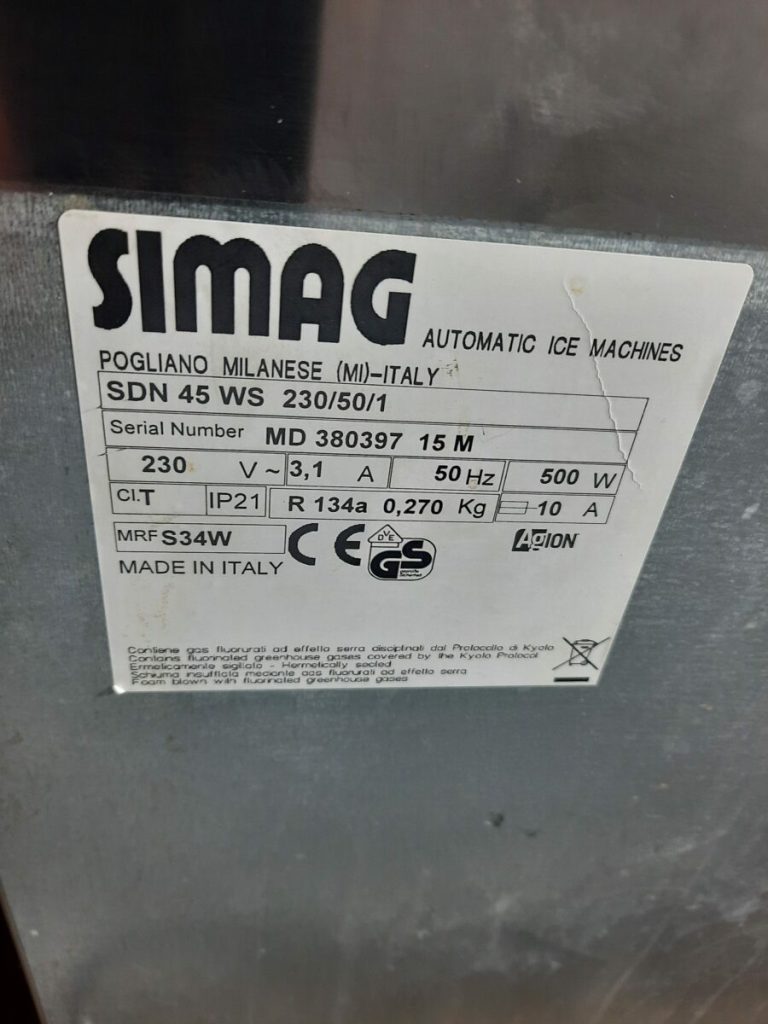 SIMAG
AUTOMATIC ICE MACHINES
POGLIANO MILANESE (MI)-ITALY
SDN 45 WS 230/50/1
Serial Number MD 380397 15 M
230 V ~ 3,1 A 50 Hz 500 W
Cl.T IP21 R 134a 0,270 Kg 10 A
MRF S34W CE VDE GS geprüfte Sicherheit AgION
MADE IN ITALY
Contiene gas fluorurati ad effetto serra disciplinati dal Protocollo di Kyoto
Contains fluorinated greenhouse gases covered by the Kyoto Protocol
Ermeticamente sigillato - Hermetically sealed
Schiuma insufflata mediante gas fluorurati ad effetto serra
Foam blown with fluorinated greenhouse gases